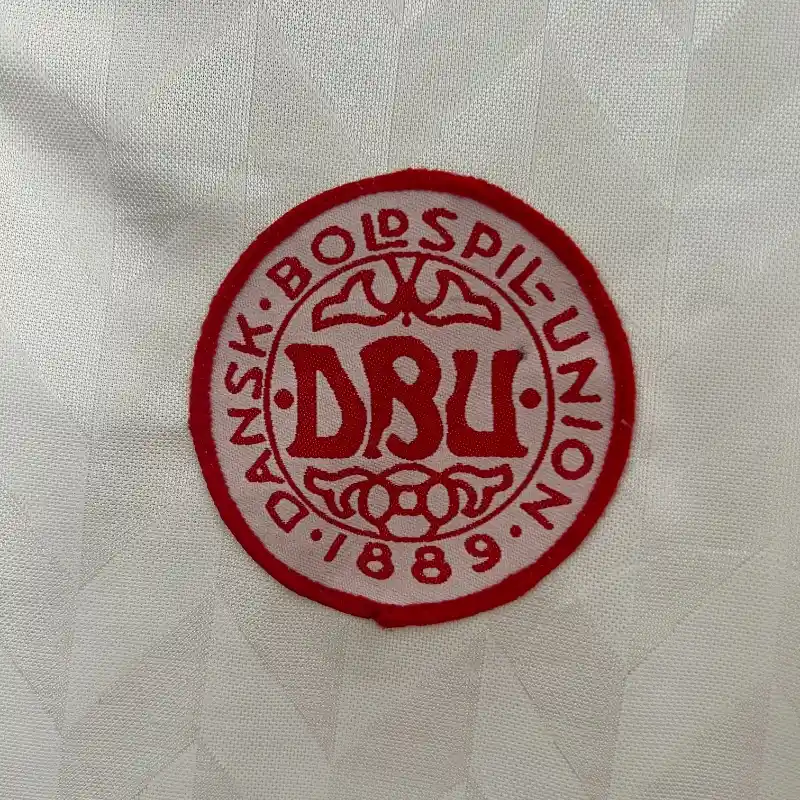 DANSK · BOLDSPIL-UNION
DBU
· 1889 ·